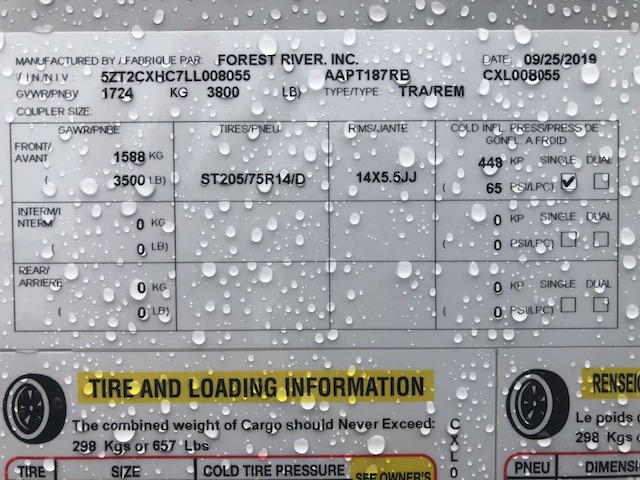 MANUFACTURED BY / FABRIQUE PAR: FOREST RIVER, INC. DATE: 09/25/2019
V.I.N./N.I.V.: 5ZT2CXHC7LL008055 AAPT187RB CXL008055
GVWR/PNBV 1724 KG 3800 LB) TYPE/TYPE: TRA/REM
COUPLER SIZE:
GAWR/PNBE TIRES/PNEU RIMS/JANTE COLD INFL. PRESS/PRESS DE
GONFL. A FROID
FRONT/
AVANT 1588 KG 448 KP SINGLE DUAL
( 3500 LB) ST205/75R14/D 14X5.5JJ ( 65 PSI/LPC)
INTERM/I
NTERM 0 KG 0 KP SINGLE DUAL
( 0 LB) ( 0 PSI/LPC)
REAR/
ARRIERE 0 KG 0 KP SINGLE DUAL
( 0 LB) ( 0 PSI/LPC)
TIRE AND LOADING INFORMATION
The combined weight of Cargo should Never Exceed:
298 Kgs or 657 Lbs
C
X
L
0
TIRE SIZE COLD TIRE PRESSURE SEE OWNER'S
RENSEI
Le poids
298 Kgs
PNEU DIMENSI